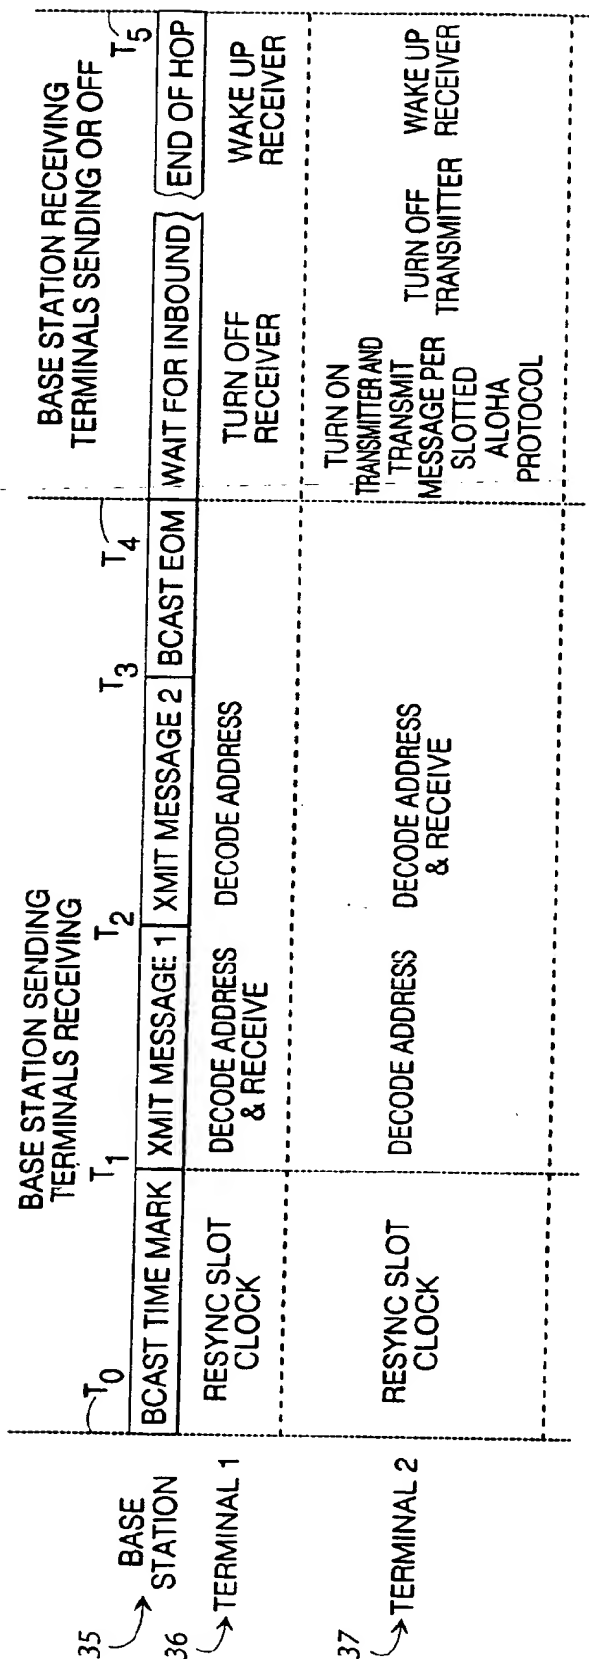 BASE STATION SENDING
TERMINALS RECEIVING
BASE STATION RECEIVING
TERMINALS SENDING OR OFF
T0
T1
T2
T3
T4
T5
35
BASE
STATION
BCAST TIME MARK
XMIT MESSAGE 1
XMIT MESSAGE 2
BCAST EOM
WAIT FOR INBOUND
END OF HOP
36
TERMINAL 1
RESYNC SLOT
CLOCK
DECODE ADDRESS
& RECEIVE
DECODE ADDRESS
TURN OFF
RECEIVER
WAKE UP
RECEIVER
37
TERMINAL 2
RESYNC SLOT
CLOCK
DECODE ADDRESS
DECODE ADDRESS
& RECEIVE
TURN ON
TRANSMITTER AND
TRANSMIT
MESSAGE PER
SLOTTED
ALOHA
PROTOCOL
TURN OFF
TRANSMITTER
WAKE UP
RECEIVER